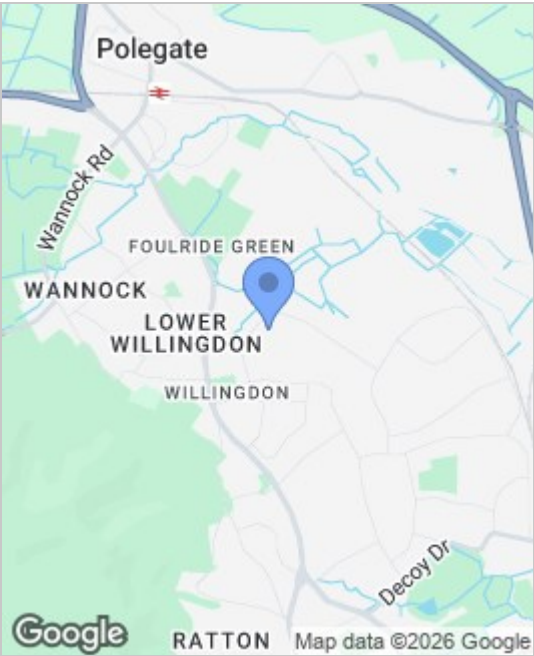 Polegate
Wannock Rd
FOULRIDE GREEN
WANNOCK
LOWER
WILLINGDON
WILLINGDON
Decoy Dr
Google
RATTON
Map data ©2026 Google